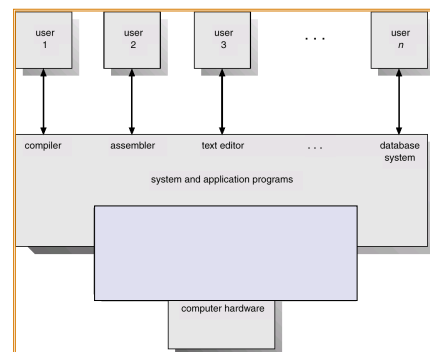 user
1
user
2
user
3
. . .
user
n
compiler
assembler
text editor
. . .
database
system
system and application programs
computer hardware